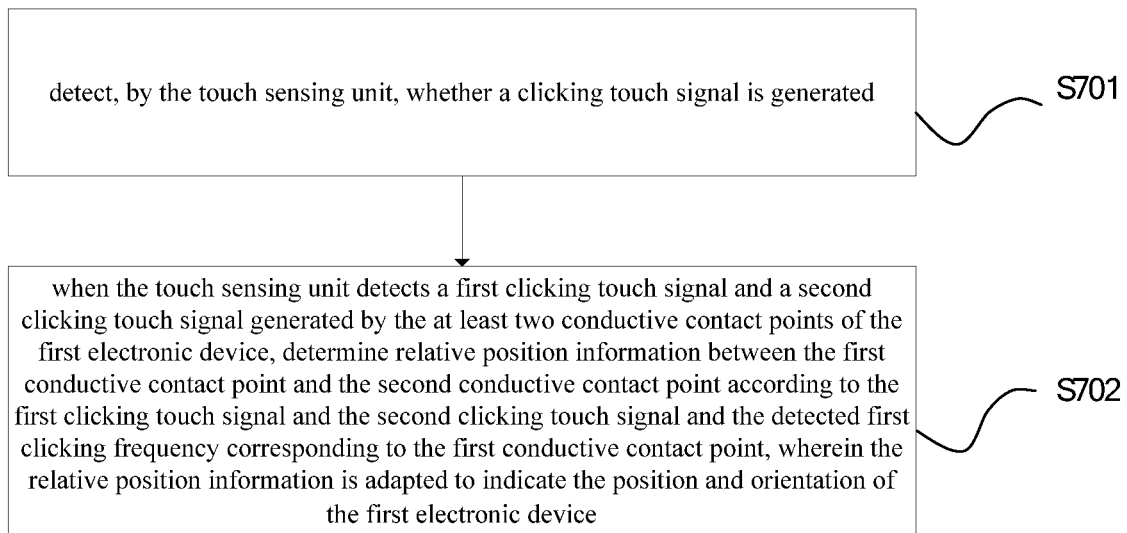 detect, by the touch sensing unit, whether a clicking touch signal is generated
S701
when the touch sensing unit detects a first clicking touch signal and a second
clicking touch signal generated by the at least two conductive contact points of the
first electronic device, determine relative position information between the first
conductive contact point and the second conductive contact point according to the
first clicking touch signal and the second clicking touch signal and the detected first
clicking frequency corresponding to the first conductive contact point, wherein the
relative position information is adapted to indicate the position and orientation of
the first electronic device
S702